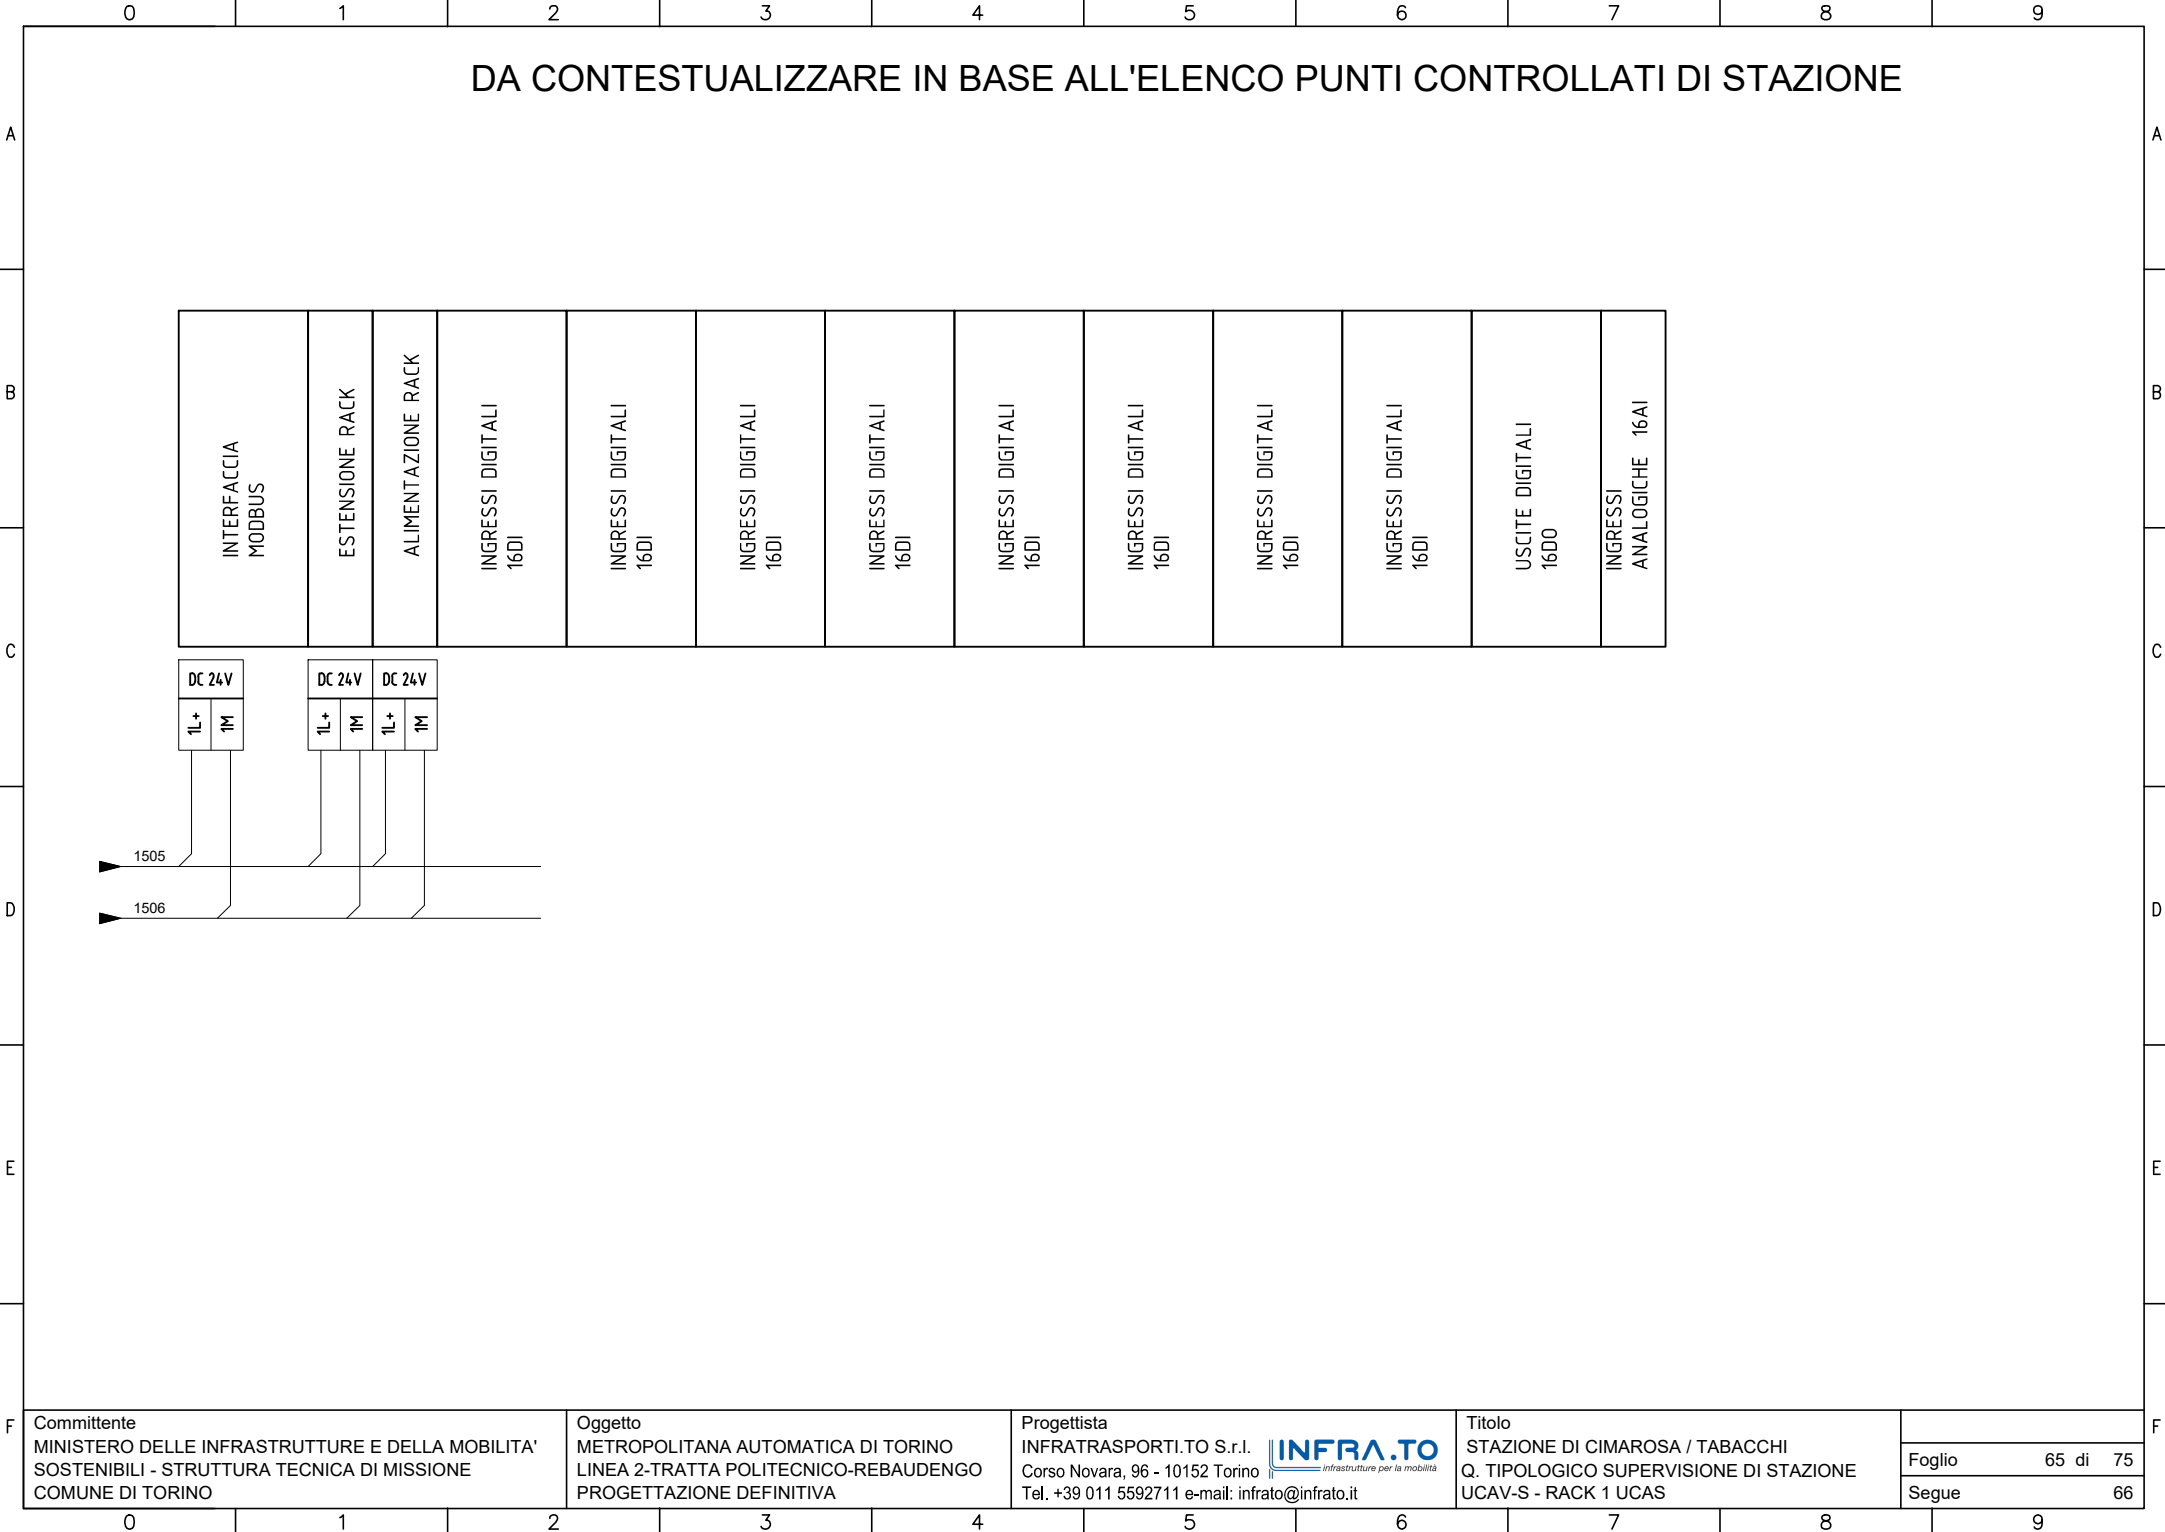 0 1 2 3 4 5 6 7 8 9
DA CONTESTUALIZZARE IN BASE ALL'ELENCO PUNTI CONTROLLATI DI STAZIONE
A A
B B
INTERFACCIA
MODBUS
ESTENSIONE RACK
ALIMENTAZIONE RACK
INGRESSI DIGITALI
16DI
INGRESSI DIGITALI
16DI
INGRESSI DIGITALI
16DI
INGRESSI DIGITALI
16DI
INGRESSI DIGITALI
16DI
INGRESSI DIGITALI
16DI
INGRESSI DIGITALI
16DI
INGRESSI DIGITALI
16DI
USCITE DIGITALI
16DO
INGRESSI
ANALOGICHE 16AI
C C
DC 24V DC 24V DC 24V
1L+ 1M 1L+ 1M 1L+ 1M
1505
1506
D D
E E
F F
Committente
MINISTERO DELLE INFRASTRUTTURE E DELLA MOBILITA'
SOSTENIBILI - STRUTTURA TECNICA DI MISSIONE
COMUNE DI TORINO
Oggetto
METROPOLITANA AUTOMATICA DI TORINO
LINEA 2-TRATTA POLITECNICO-REBAUDENGO
PROGETTAZIONE DEFINITIVA
Progettista
INFRATRASPORTI.TO S.r.l.
Corso Novara, 96 - 10152 Torino
Tel. +39 011 5592711 e-mail: infrato@infrato.it
INFRA.TO
infrastrutture per la mobilità
Titolo
STAZIONE DI CIMAROSA / TABACCHI
Q. TIPOLOGICO SUPERVISIONE DI STAZIONE
UCAV-S - RACK 1 UCAS
Foglio 65 di 75
Segue 66
0 1 2 3 4 5 6 7 8 9